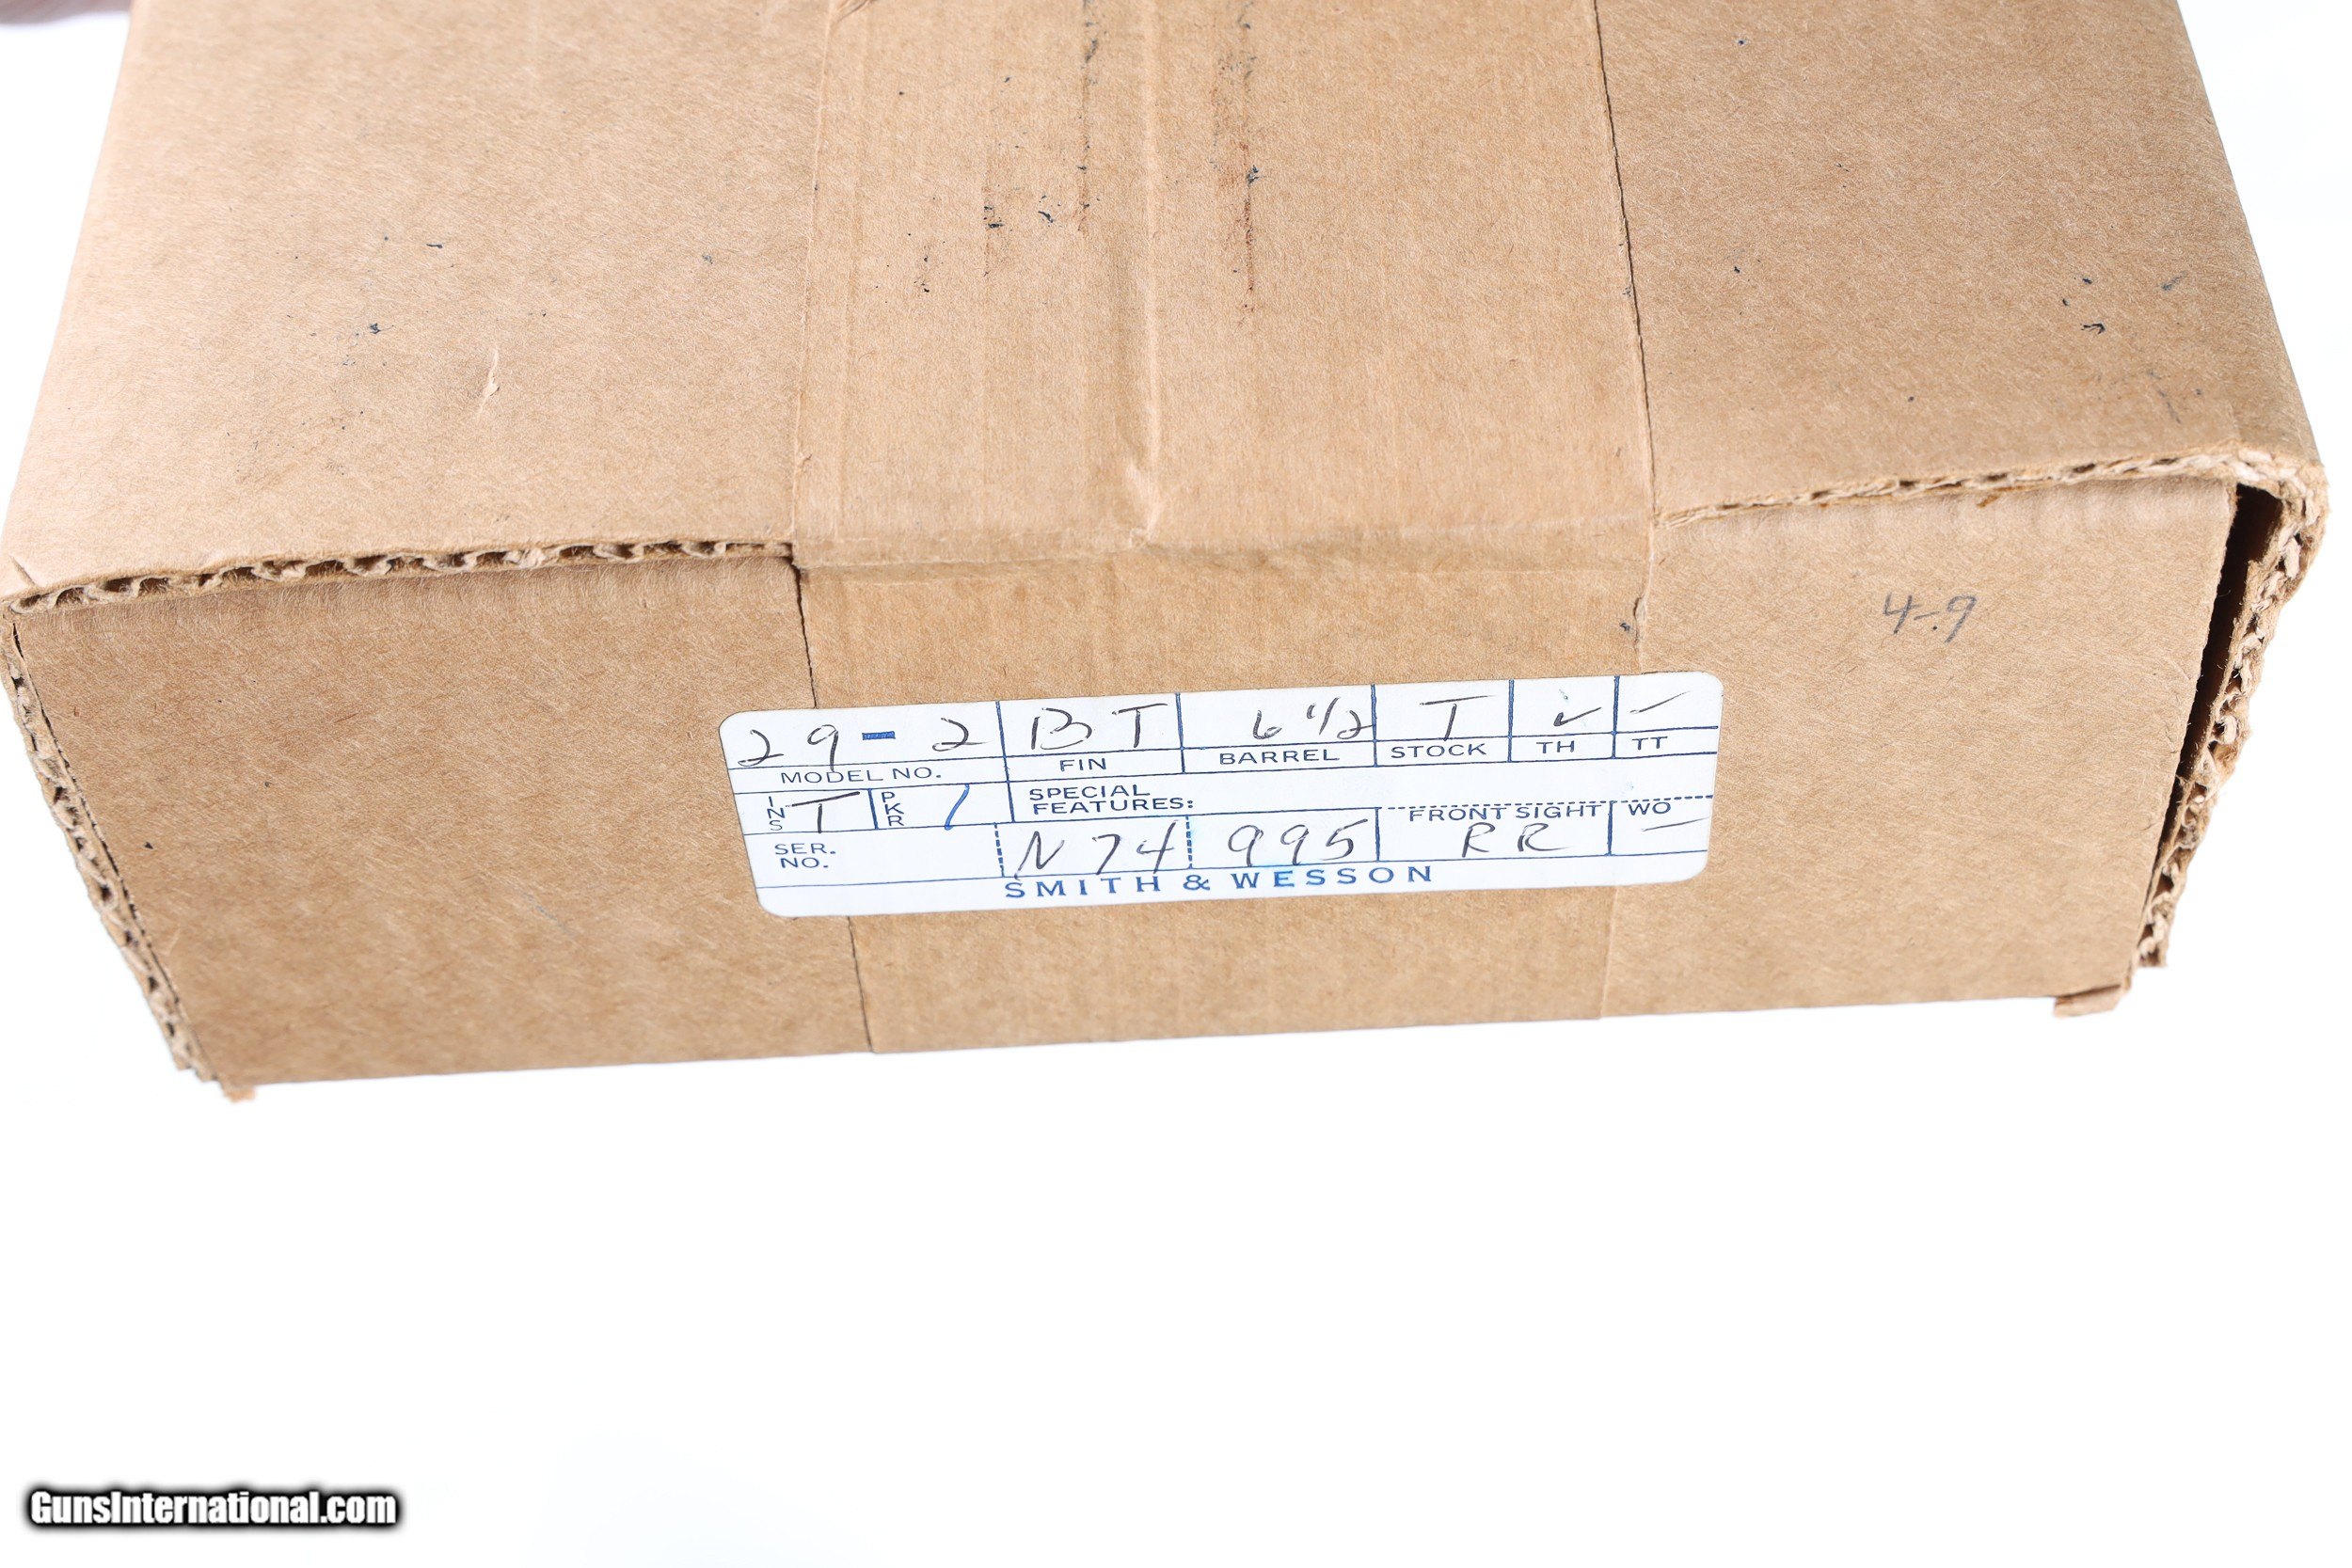 4-9
29-2 BT 6 1/2 T ✓ –
MODEL NO. FIN BARREL STOCK TH TT
INS T PKR / SPECIAL FEATURES:
FRONT SIGHT WO
SER. NO. N74 995 RR –
SMITH & WESSON
GunsInternational.com